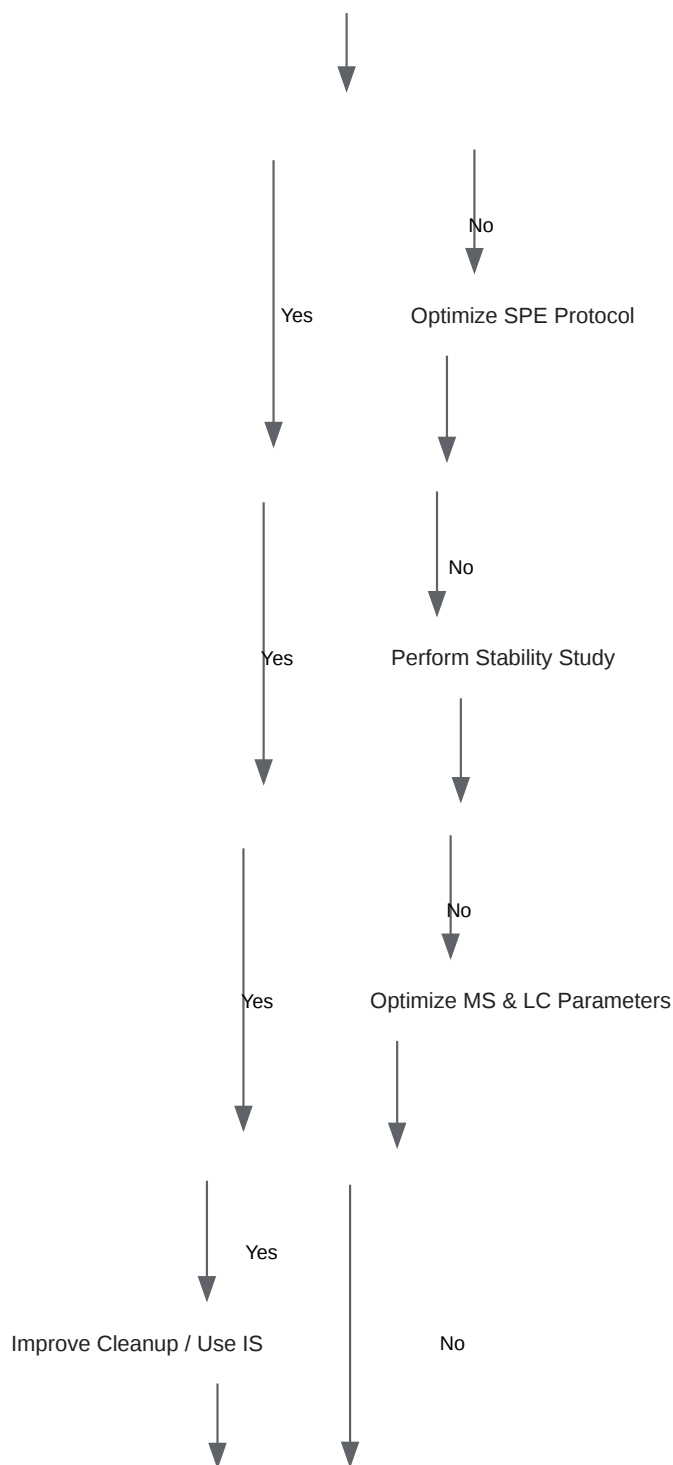 No
Yes
Optimize SPE Protocol
No
Yes
Perform Stability Study
No
Yes
Optimize MS & LC Parameters
Yes
Improve Cleanup / Use IS
No